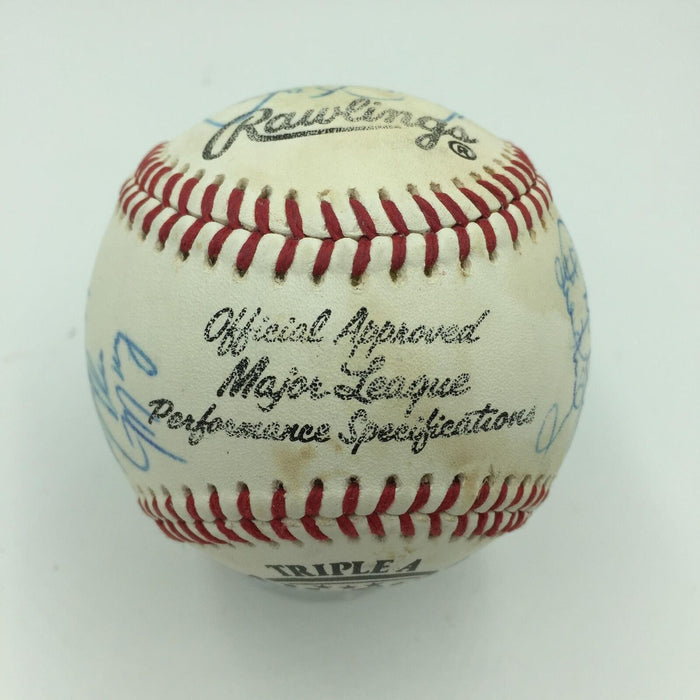 Rawlings ®
Official Approved
Major League
Performance Specifications
TRIPLE A